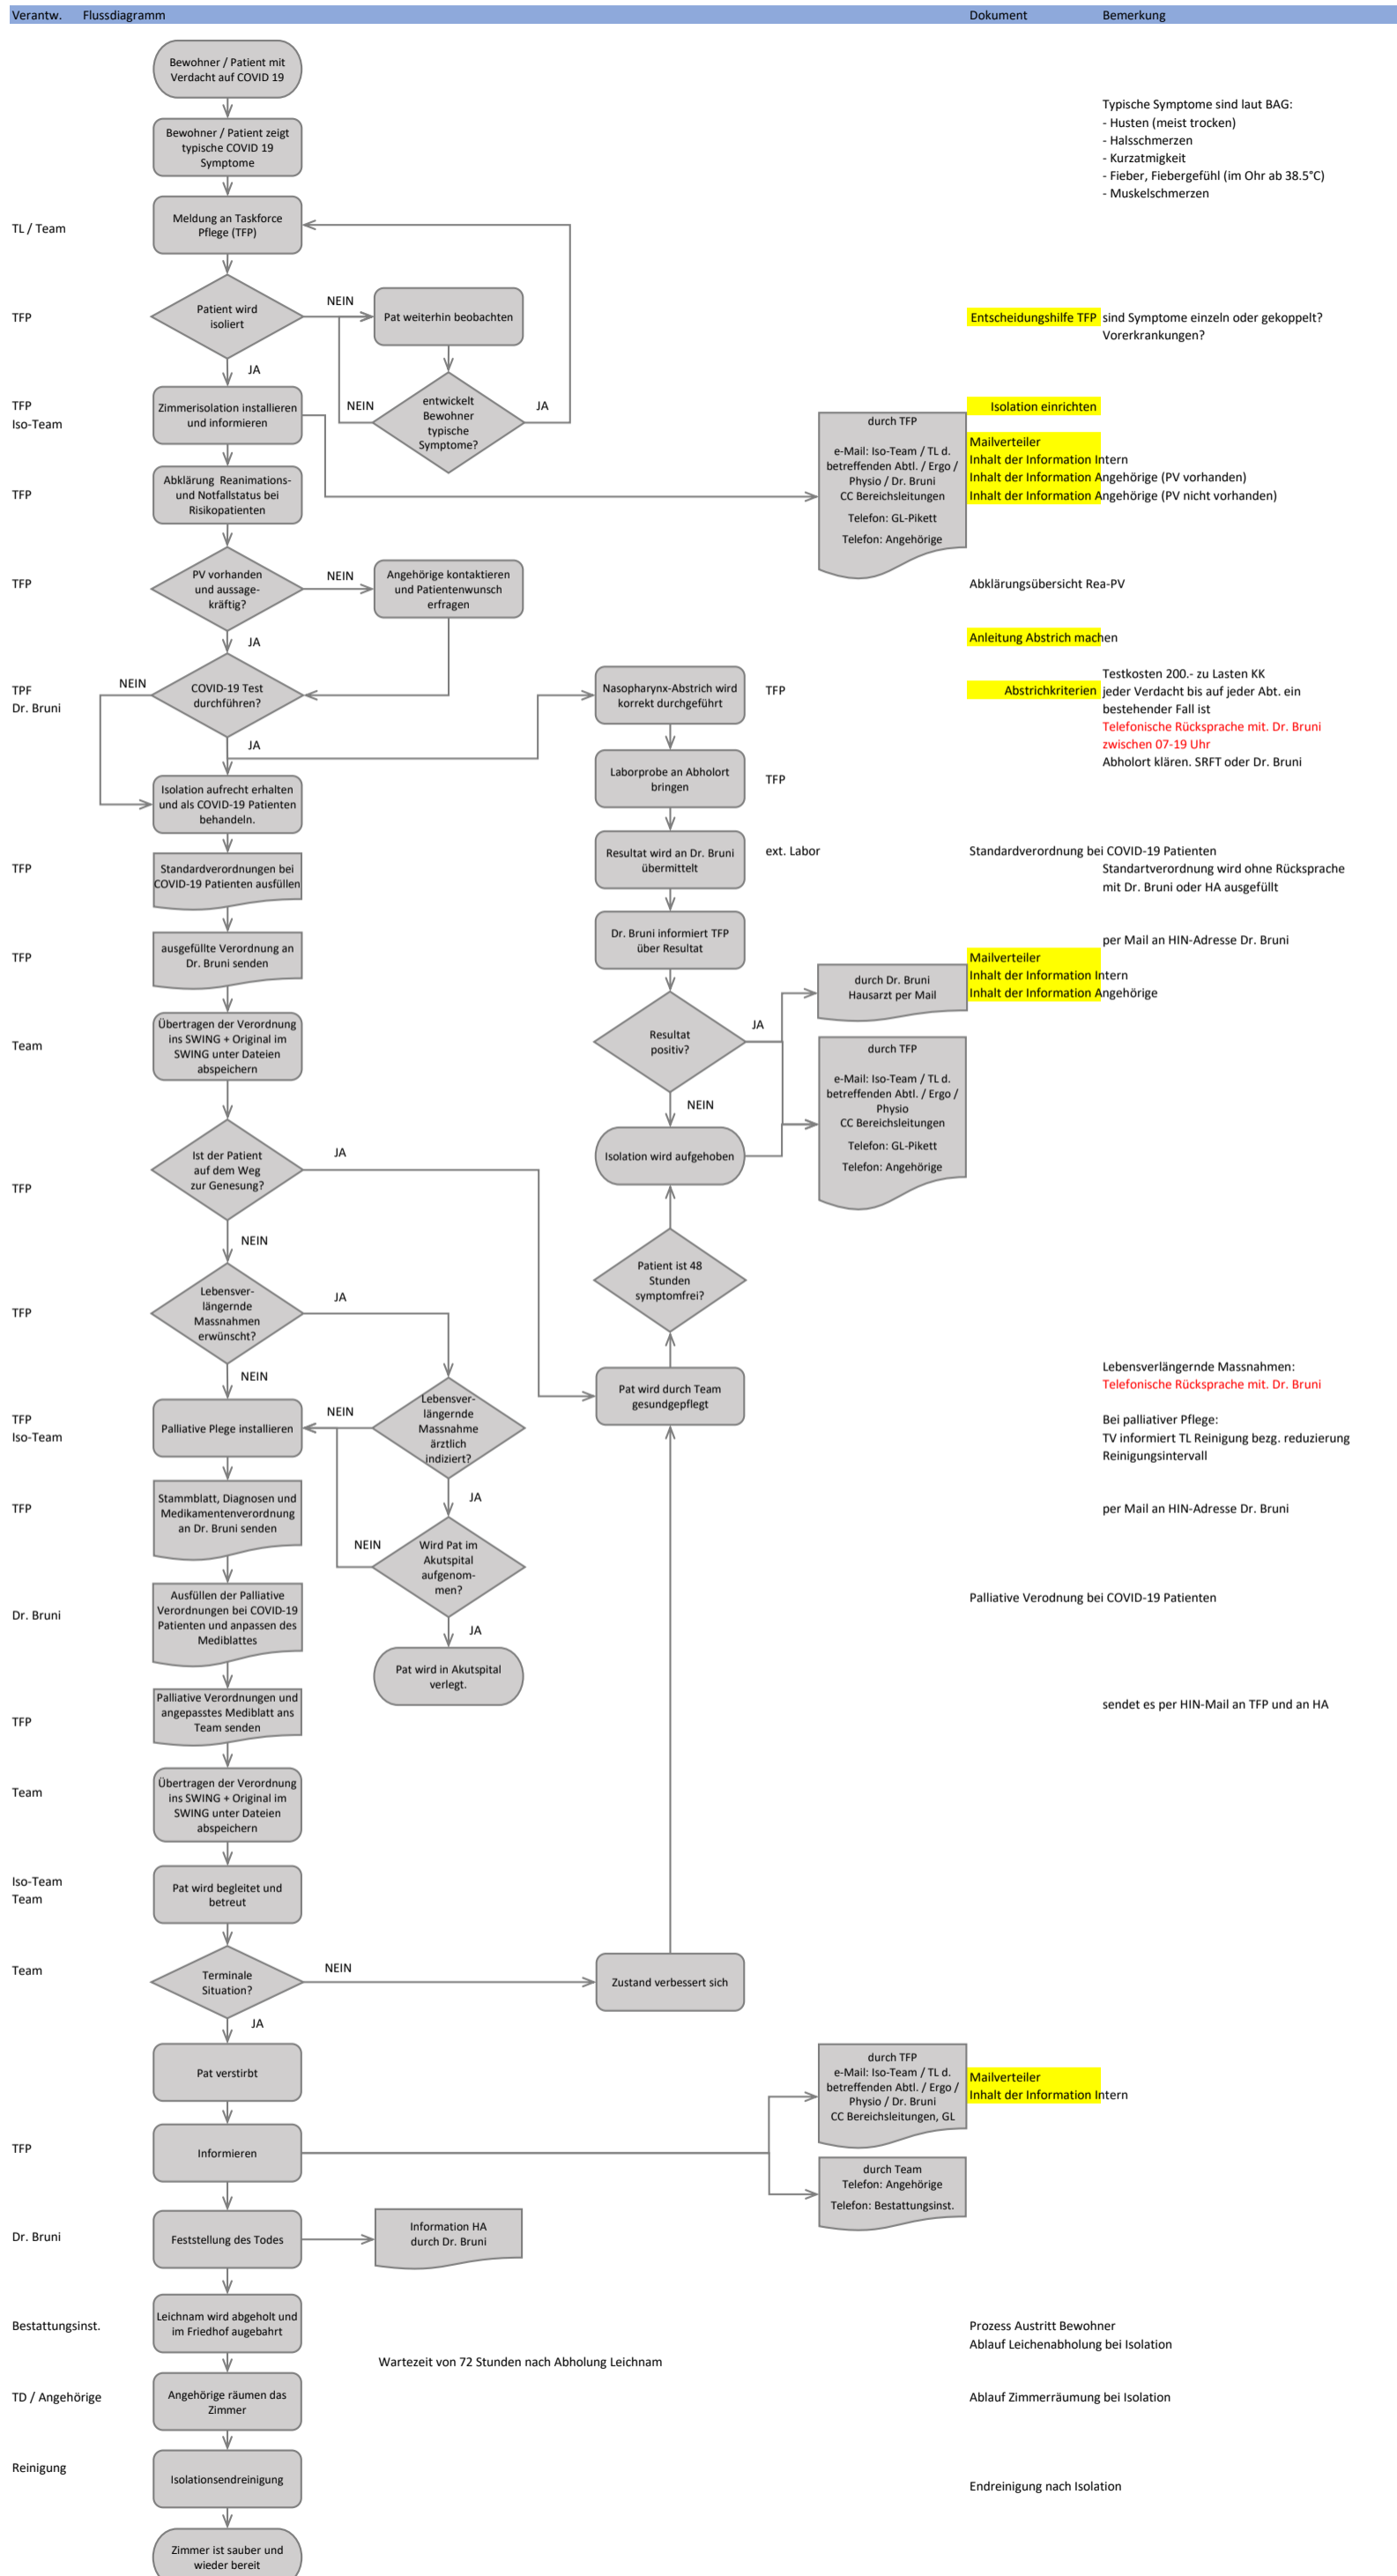 Verantw.
Flussdiagramm
Dokument
Bemerkung
Bewohner / Patient mit
Verdacht auf COVID 19
Typische Symptome sind laut BAG:
- Husten (meist trocken)
- Halsschmerzen
- Kurzatmigkeit
- Fieber, Fiebergefühl (im Ohr ab 38.5°C)
- Muskelschmerzen
Bewohner / Patient zeigt
typische COVID 19
Symptome
TL / Team
Meldung an Taskforce
Pflege (TFP)
TFP
Patient wird
isoliert
NEIN
JA
Pat weiterhin beobachten
Entscheidungshilfe TFP
sind Symptome einzeln oder gekoppelt?
Vorerkrankungen?
entwickelt
Bewohner
typische
Symptome?
NEIN
JA
TFP
Iso-Team
Zimmerisolation installieren
und informieren
Isolation einrichten
durch TFP
e-Mail: Iso-Team / TL d.
betreffenden Abtl. / Ergo /
Physio / Dr. Bruni
CC Bereichsleitungen
Telefon: GL-Pikett
Telefon: Angehörige
Mailverteiler
Inhalt der Information Intern
Inhalt der Information Angehörige (PV vorhanden)
Inhalt der Information Angehörige (PV nicht vorhanden)
TFP
Abklärung Reanimations-
und Notfallstatus bei
Risikopatienten
TFP
PV vorhanden
und aussage-
kräftig?
NEIN
JA
Angehörige kontaktieren
und Patientenwunsch
erfragen
Abklärungsübersicht Rea-PV
Anleitung Abstrich machen
TPF
Dr. Bruni
NEIN
COVID-19 Test
durchführen?
JA
Nasopharynx-Abstrich wird
korrekt durchgeführt
TFP
Abstrichkriterien
Testkosten 200.- zu Lasten KK
jeder Verdacht bis auf jeder Abt. ein
bestehender Fall ist
Telefonische Rücksprache mit. Dr. Bruni
zwischen 07-19 Uhr
Abholort klären. SRFT oder Dr. Bruni
Isolation aufrecht erhalten
und als COVID-19 Patienten
behandeln.
Laborprobe an Abholort
bringen
TFP
TFP
Standardverordnungen bei
COVID-19 Patienten ausfüllen
Resultat wird an Dr. Bruni
übermittelt
ext. Labor
Standardverordnung bei COVID-19 Patienten
Standartverordnung wird ohne Rücksprache
mit Dr. Bruni oder HA ausgefüllt
TFP
ausgefüllte Verordnung an
Dr. Bruni senden
Dr. Bruni informiert TFP
über Resultat
per Mail an HIN-Adresse Dr. Bruni
durch Dr. Bruni
Hausarzt per Mail
Mailverteiler
Inhalt der Information Intern
Inhalt der Information Angehörige
Team
Übertragen der Verordnung
ins SWING + Original im
SWING unter Dateien
abspeichern
Resultat
positiv?
JA
NEIN
durch TFP
e-Mail: Iso-Team / TL d.
betreffenden Abtl. / Ergo /
Physio
CC Bereichsleitungen
Telefon: GL-Pikett
Telefon: Angehörige
TFP
Ist der Patient
auf dem Weg
zur Genesung?
JA
NEIN
Isolation wird aufgehoben
Patient ist 48
Stunden
symptomfrei?
TFP
Lebensver-
längernde
Massnahmen
erwünscht?
JA
NEIN
Pat wird durch Team
gesundgepflegt
Lebensverlängernde Massnahmen:
Telefonische Rücksprache mit. Dr. Bruni
TFP
Iso-Team
Palliative Plege installieren
NEIN
Lebensver-
längernde
Massnahme
ärztlich
indiziert?
JA
Bei palliativer Pflege:
TV informiert TL Reinigung bezg. reduzierung
Reinigungsintervall
TFP
Stammblatt, Diagnosen und
Medikamentenverordnung
an Dr. Bruni senden
per Mail an HIN-Adresse Dr. Bruni
NEIN
Wird Pat im
Akutspital
aufgenom-
men?
JA
Dr. Bruni
Ausfüllen der Palliative
Verordnungen bei COVID-19
Patienten und anpassen des
Mediblattes
Palliative Verodnung bei COVID-19 Patienten
Pat wird in Akutspital
verlegt.
TFP
Palliative Verordnungen und
angepasstes Mediblatt ans
Team senden
sendet es per HIN-Mail an TFP und an HA
Team
Übertragen der Verordnung
ins SWING + Original im
SWING unter Dateien
abspeichern
Iso-Team
Team
Pat wird begleitet und
betreut
Team
Terminale
Situation?
NEIN
JA
Zustand verbessert sich
Pat verstirbt
durch TFP
e-Mail: Iso-Team / TL d.
betreffenden Abtl. / Ergo /
Physio / Dr. Bruni
CC Bereichsleitungen, GL
Mailverteiler
Inhalt der Information Intern
TFP
Informieren
durch Team
Telefon: Angehörige
Telefon: Bestattungsinst.
Dr. Bruni
Feststellung des Todes
Information HA
durch Dr. Bruni
Bestattungsinst.
Leichnam wird abgeholt und
im Friedhof augebahrt
Prozess Austritt Bewohner
Ablauf Leichenabholung bei Isolation
Wartezeit von 72 Stunden nach Abholung Leichnam
TD / Angehörige
Angehörige räumen das
Zimmer
Ablauf Zimmerräumung bei Isolation
Reinigung
Isolationsendreinigung
Endreinigung nach Isolation
Zimmer ist sauber und
wieder bereit